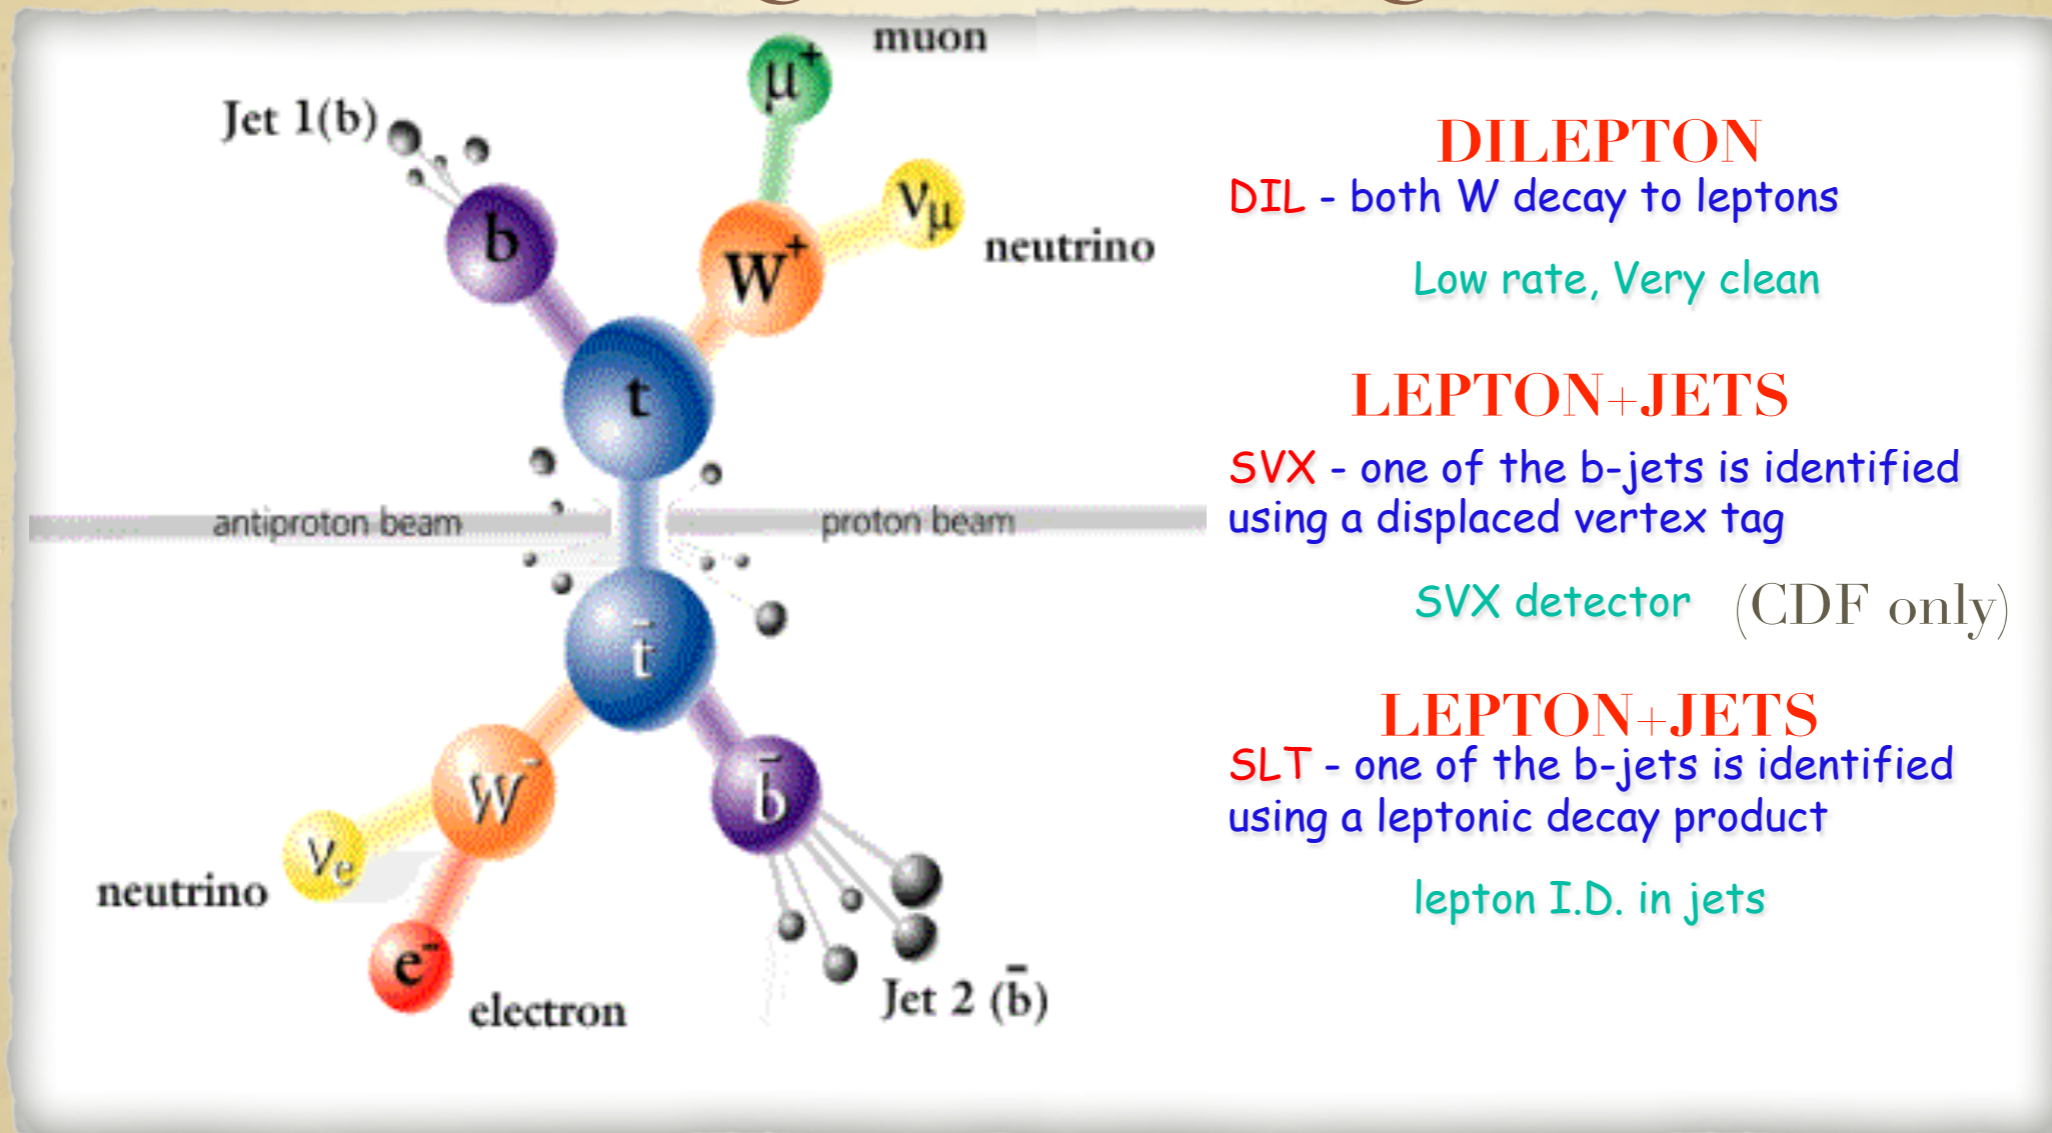 muon
μ⁺
Jet 1(b)
ν_μ
b
neutrino
W⁺
t
antiproton beam
proton beam
t̄
W⁻
b̄
ν_e
neutrino
e⁻
electron
Jet 2 (b̄)
DILEPTON
DIL - both W decay to leptons
Low rate, Very clean
LEPTON+JETS
SVX - one of the b-jets is identified
using a displaced vertex tag
SVX detector (CDF only)
LEPTON+JETS
SLT - one of the b-jets is identified
using a leptonic decay product
lepton I.D. in jets